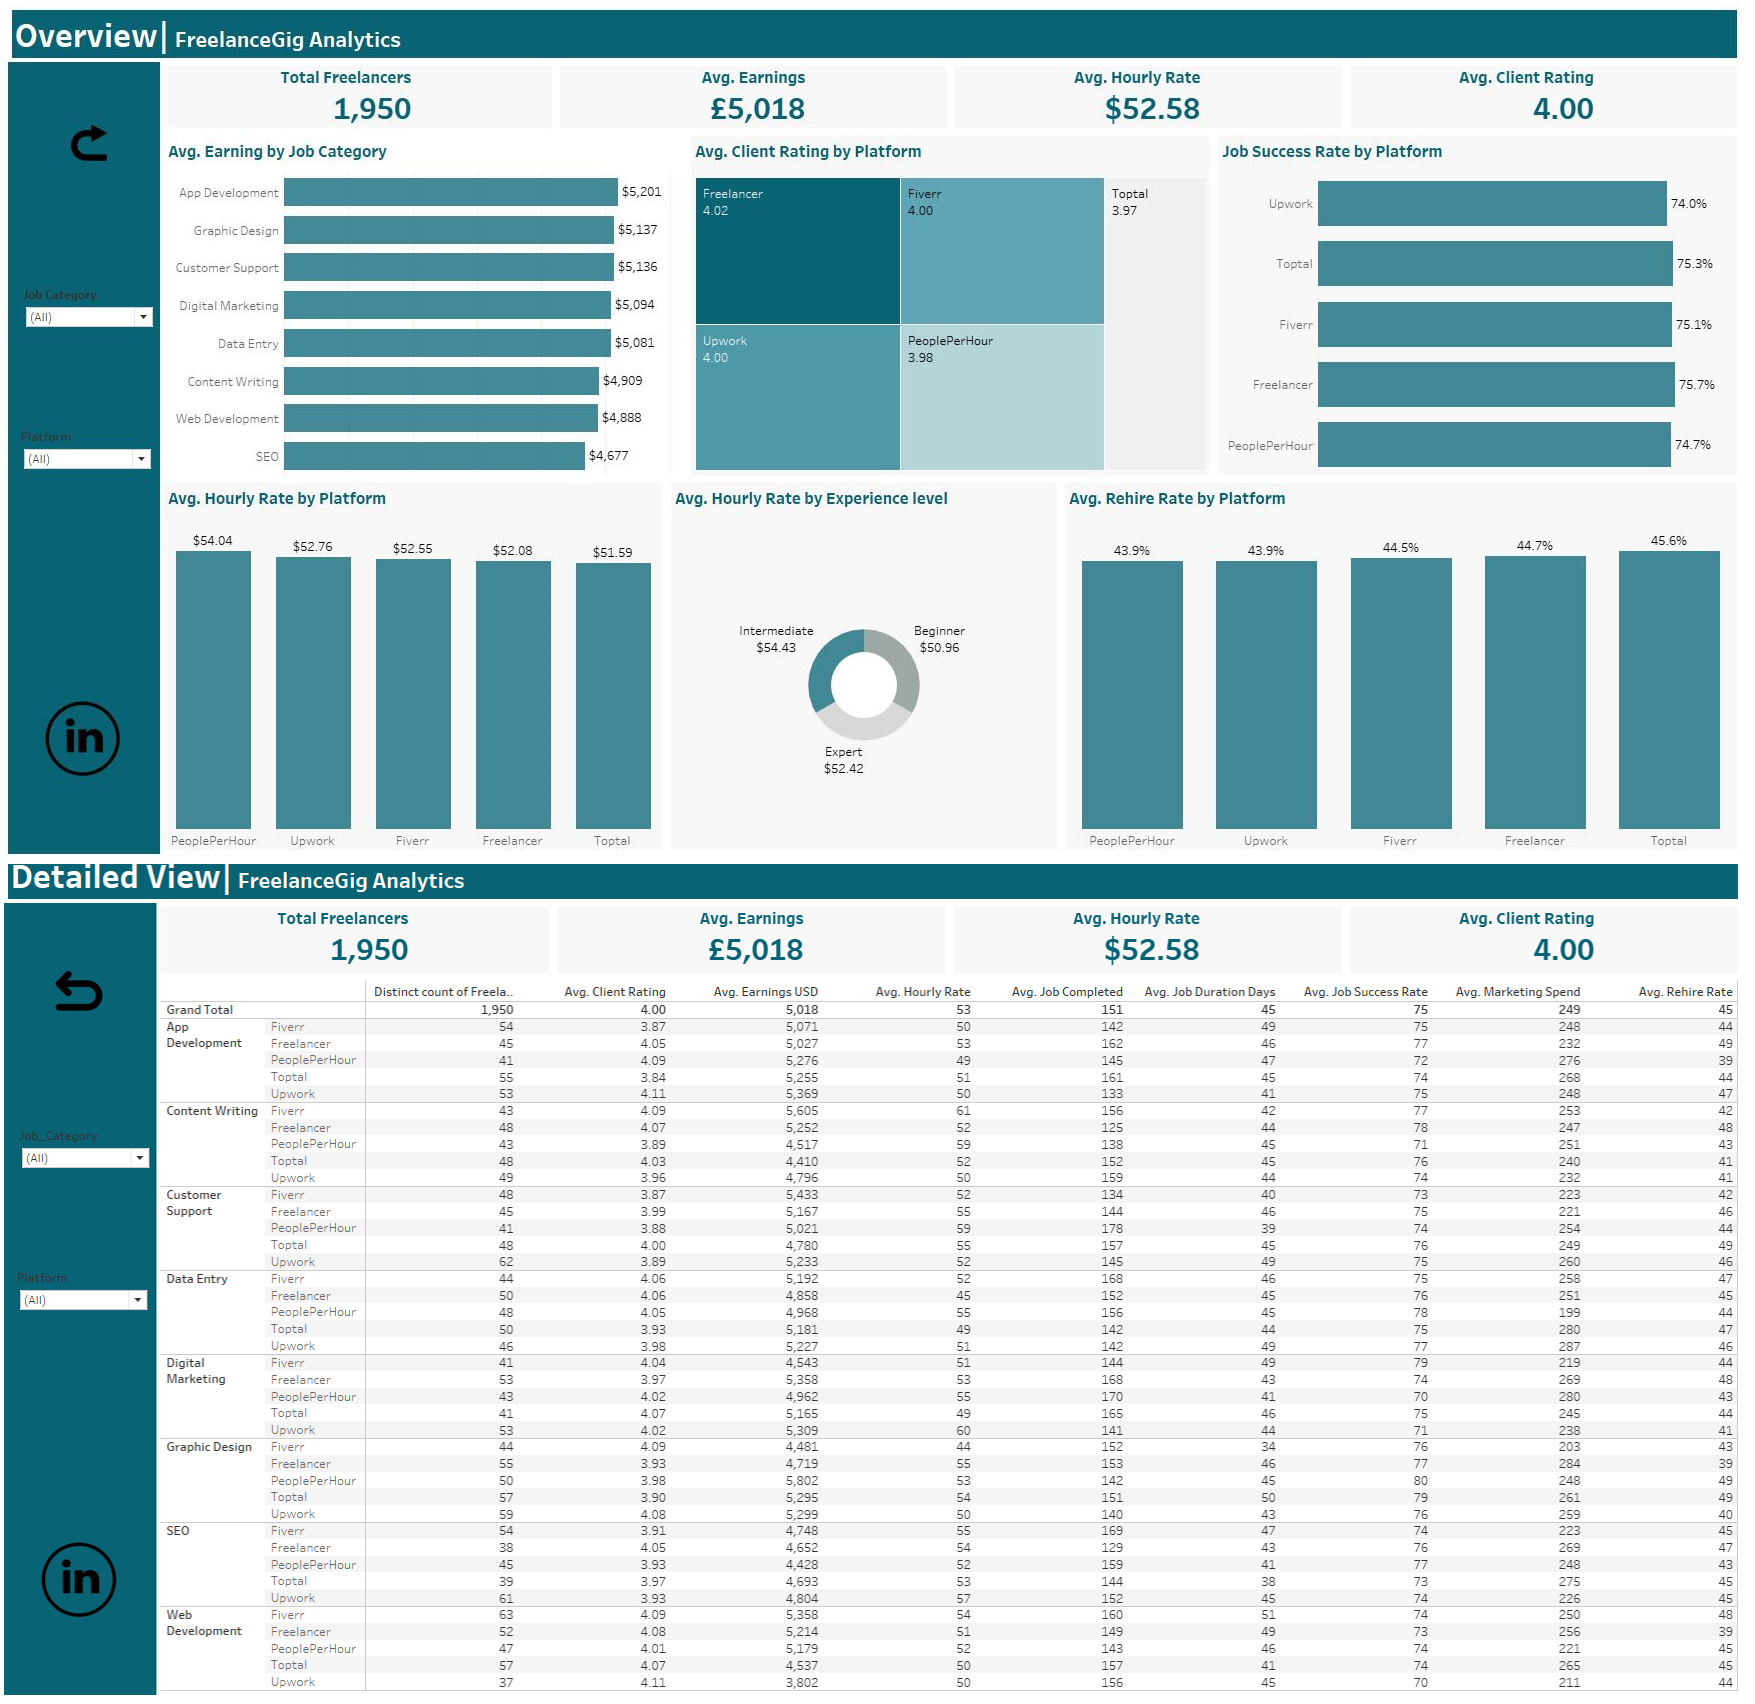 Overview| FreelanceGig Analytics
Total Freelancers
1,950
Avg. Earnings
£5,018
Avg. Hourly Rate
$52.58
Avg. Client Rating
4.00
Job Category
(All)
Platform
(All)
in
Avg. Earning by Job Category
App Development $5,201
Graphic Design $5,137
Customer Support $5,136
Digital Marketing $5,094
Data Entry $5,081
Content Writing $4,909
Web Development $4,888
SEO $4,677
Avg. Client Rating by Platform
Freelancer
4.02
Fiverr
4.00
Toptal
3.97
Upwork
4.00
PeoplePerHour
3.98
Job Success Rate by Platform
Upwork 74.0%
Toptal 75.3%
Fiverr 75.1%
Freelancer 75.7%
PeoplePerHour 74.7%
Avg. Hourly Rate by Platform
$54.04 $52.76 $52.55 $52.08 $51.59
PeoplePerHour Upwork Fiverr Freelancer Toptal
Avg. Hourly Rate by Experience level
Intermediate
$54.43
Beginner
$50.96
Expert
$52.42
Avg. Rehire Rate by Platform
43.9% 43.9% 44.5% 44.7% 45.6%
PeoplePerHour Upwork Fiverr Freelancer Toptal
Detailed View| FreelanceGig Analytics
Total Freelancers
1,950
Avg. Earnings
£5,018
Avg. Hourly Rate
$52.58
Avg. Client Rating
4.00
Job_Category
(All)
Platform
(All)
in
Distinct count of Freela.. Avg. Client Rating Avg. Earnings USD Avg. Hourly Rate Avg. Job Completed Avg. Job Duration Days Avg. Job Success Rate Avg. Marketing Spend Avg. Rehire Rate
Grand Total 1,950 4.00 5,018 53 151 45 75 249 45
App Development Fiverr 54 3.87 5,071 50 142 49 75 248 44
Freelancer 45 4.05 5,027 53 162 46 77 232 49
PeoplePerHour 41 4.09 5,276 49 145 47 72 276 39
Toptal 55 3.84 5,255 51 161 45 74 268 44
Upwork 53 4.11 5,369 50 133 41 75 248 47
Content Writing Fiverr 43 4.09 5,605 61 156 42 77 253 42
Freelancer 48 4.07 5,252 52 125 44 78 247 48
PeoplePerHour 43 3.89 4,517 59 138 45 71 251 43
Toptal 48 4.03 4,410 52 152 45 76 240 41
Upwork 49 3.96 4,796 50 159 44 74 232 41
Customer Support Fiverr 48 3.87 5,433 52 134 40 73 223 42
Freelancer 45 3.99 5,167 55 144 46 75 221 46
PeoplePerHour 41 3.88 5,021 59 178 39 74 254 44
Toptal 48 4.00 4,780 55 157 45 76 249 49
Upwork 62 3.89 5,233 52 145 49 75 260 46
Data Entry Fiverr 44 4.06 5,192 52 168 46 75 258 47
Freelancer 50 4.06 4,858 45 152 45 76 251 45
PeoplePerHour 48 4.05 4,968 55 156 45 78 199 44
Toptal 50 3.93 5,181 49 142 44 75 280 47
Upwork 46 3.98 5,227 51 142 49 77 287 46
Digital Marketing Fiverr 41 4.04 4,543 51 144 49 79 219 44
Freelancer 53 3.97 5,358 53 168 43 74 269 48
PeoplePerHour 43 4.02 4,962 55 170 41 70 280 43
Toptal 41 4.07 5,165 49 165 46 75 245 44
Upwork 53 4.02 5,309 60 141 44 71 238 41
Graphic Design Fiverr 44 4.09 4,481 44 152 34 76 203 43
Freelancer 55 3.93 4,719 55 153 46 77 284 39
PeoplePerHour 50 3.98 5,802 53 142 45 80 248 49
Toptal 57 3.90 5,295 54 151 50 79 261 49
Upwork 59 4.08 5,299 50 140 43 76 259 40
SEO Fiverr 54 3.91 4,748 55 169 47 74 223 45
Freelancer 38 4.05 4,652 54 129 43 76 269 47
PeoplePerHour 45 3.93 4,428 52 159 41 77 248 43
Toptal 39 3.97 4,693 53 144 38 73 275 45
Upwork 61 3.93 4,804 57 152 45 74 226 45
Web Development Fiverr 63 4.09 5,358 54 160 51 74 250 48
Freelancer 52 4.08 5,214 51 149 49 73 256 39
PeoplePerHour 47 4.01 5,179 52 143 46 74 221 45
Toptal 57 4.07 4,537 50 157 41 74 265 45
Upwork 37 4.11 3,802 50 156 45 70 211 44